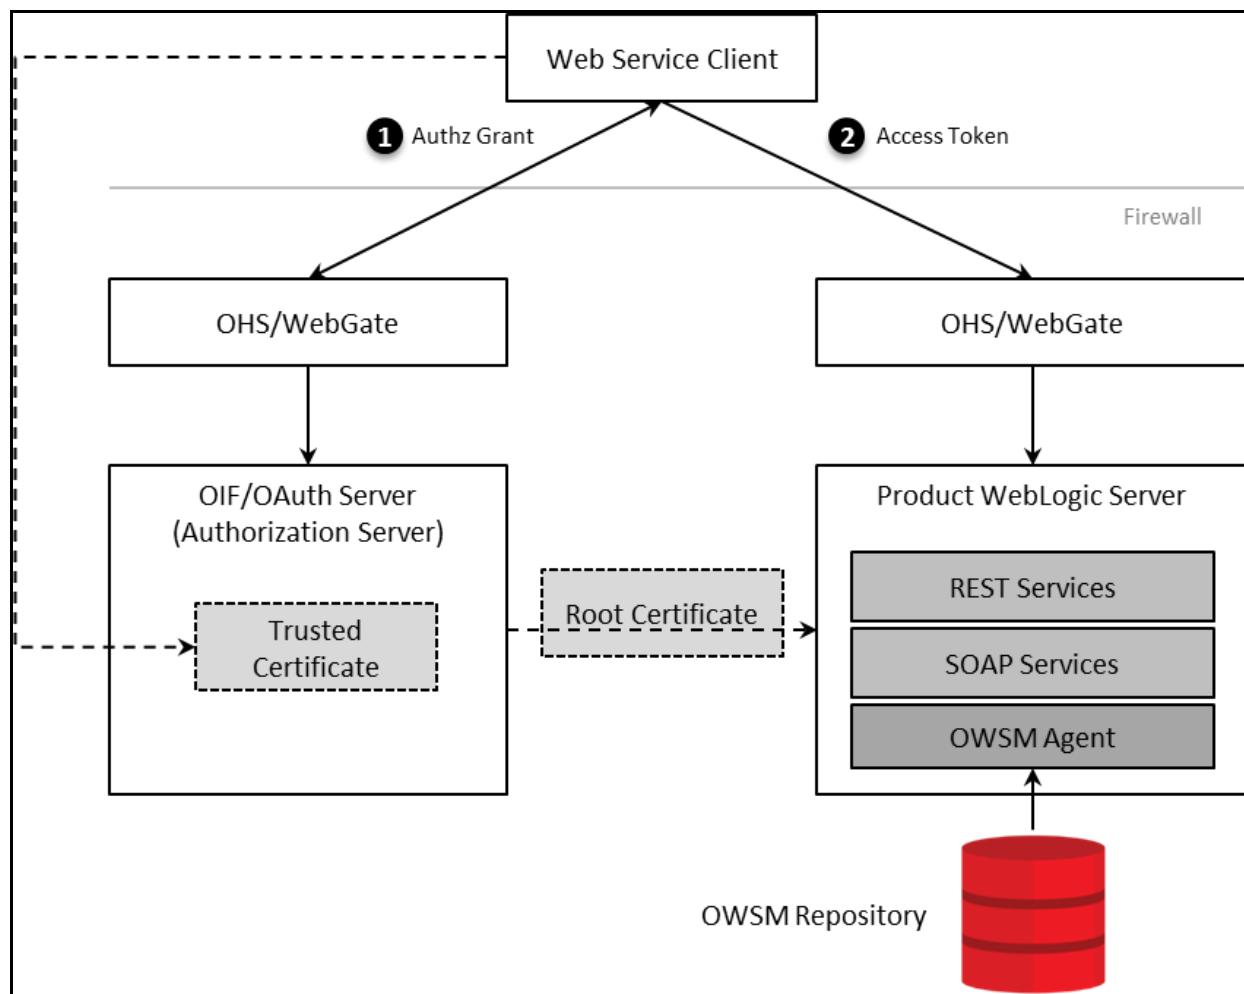 Web Service Client
1 Authz Grant
2 Access Token
Firewall
OHS/WebGate
OHS/WebGate
OIF/OAuth Server
(Authorization Server)
Trusted
Certificate
Root Certificate
Product WebLogic Server
REST Services
SOAP Services
OWSM Agent
OWSM Repository